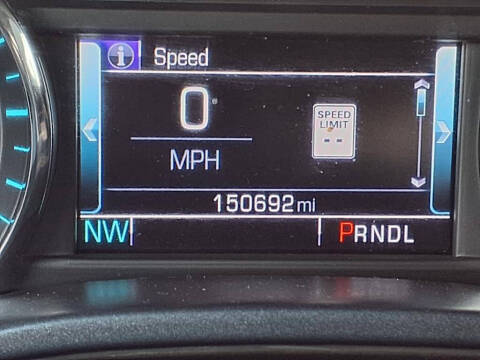 Speed
0
SPEED
LIMIT
--
MPH
150692 mi
NW PRNDL